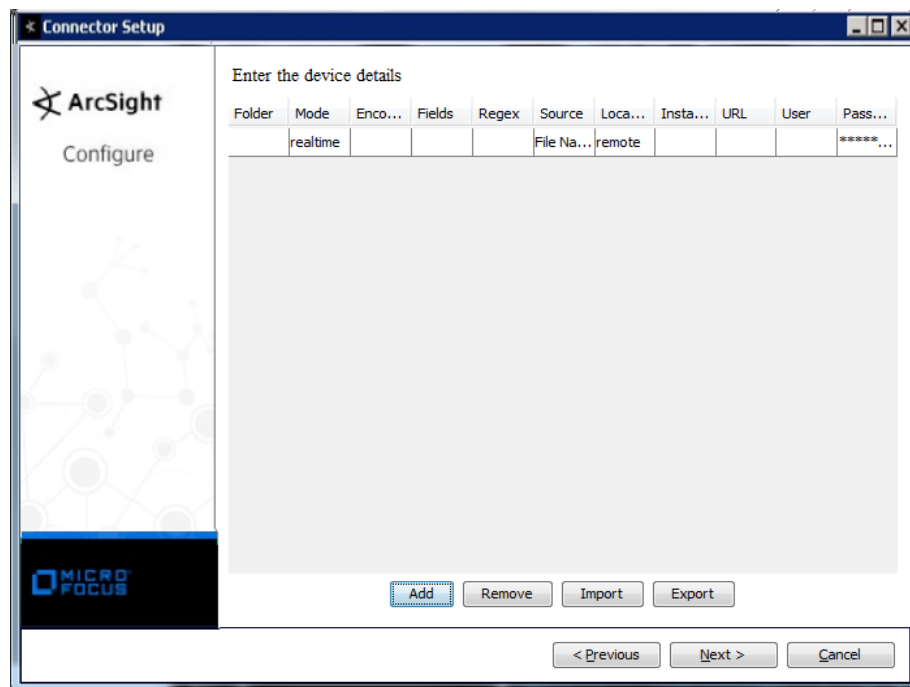 Connector Setup
ArcSight
Configure
Enter the device details
Folder Mode Enco... Fields Regex Source Loca... Insta... URL User Pass...
realtime File Na... remote *****...
Add Remove Import Export
MICRO
FOCUS
< Previous Next > Cancel